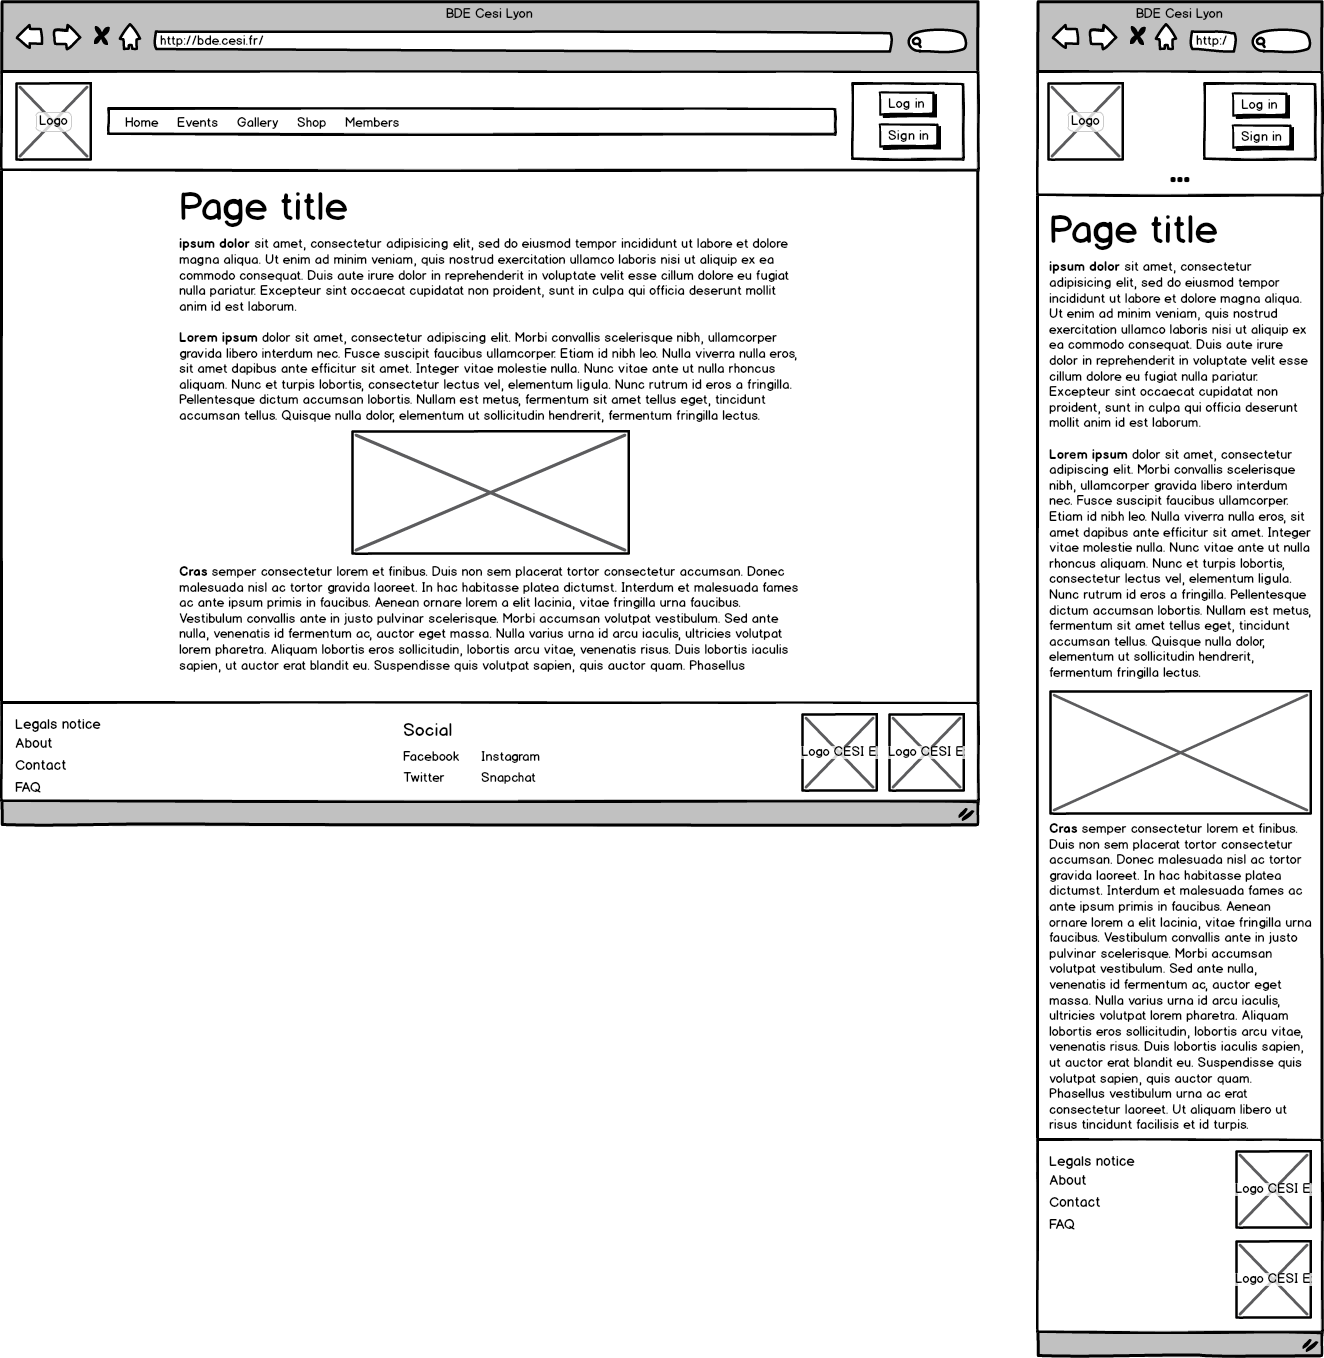 BDE Cesi Lyon
http://bde.cesi.fr/
Logo
Home Events Gallery Shop Members
Log in
Sign in
Page title
ipsum dolor sit amet, consectetur adipisicing elit, sed do eiusmod tempor incididunt ut labore et dolore
magna aliqua. Ut enim ad minim veniam, quis nostrud exercitation ullamco laboris nisi ut aliquip ex ea
commodo consequat. Duis aute irure dolor in reprehenderit in voluptate velit esse cillum dolore eu fugiat
nulla pariatur. Excepteur sint occaecat cupidatat non proident, sunt in culpa qui officia deserunt mollit
anim id est laborum.
Lorem ipsum dolor sit amet, consectetur adipiscing elit. Morbi convallis scelerisque nibh, ullamcorper
gravida libero interdum nec. Fusce suscipit faucibus ullamcorper. Etiam id nibh leo. Nulla viverra nulla eros,
sit amet dapibus ante efficitur sit amet. Integer vitae molestie nulla. Nunc vitae ante ut nulla rhoncus
aliquam. Nunc et turpis lobortis, consectetur lectus vel, elementum ligula. Nunc rutrum id eros a fringilla.
Pellentesque dictum accumsan lobortis. Nullam est metus, fermentum sit amet tellus eget, tincidunt
accumsan tellus. Quisque nulla dolor, elementum ut sollicitudin hendrerit, fermentum fringilla lectus.
Cras semper consectetur lorem et finibus. Duis non sem placerat tortor consectetur accumsan. Donec
malesuada nisl ac tortor gravida laoreet. In hac habitasse platea dictumst. Interdum et malesuada fames
ac ante ipsum primis in faucibus. Aenean ornare lorem a elit lacinia, vitae fringilla urna faucibus.
Vestibulum convallis ante in justo pulvinar scelerisque. Morbi accumsan volutpat vestibulum. Sed ante
nulla, venenatis id fermentum ac, auctor eget massa. Nulla varius urna id arcu iaculis, ultricies volutpat
lorem pharetra. Aliquam lobortis eros sollicitudin, lobortis arcu vitae, venenatis risus. Duis lobortis iaculis
sapien, ut auctor erat blandit eu. Suspendisse quis volutpat sapien, quis auctor quam. Phasellus
Legals notice
About
Contact
FAQ
Social
Facebook Instagram
Twitter Snapchat
Logo CESI E
Logo CESI E
BDE Cesi Lyon
http:/
Logo
Log in
Sign in
Page title
ipsum dolor sit amet, consectetur
adipisicing elit, sed do eiusmod tempor
incididunt ut labore et dolore magna aliqua.
Ut enim ad minim veniam, quis nostrud
exercitation ullamco laboris nisi ut aliquip ex
ea commodo consequat. Duis aute irure
dolor in reprehenderit in voluptate velit esse
cillum dolore eu fugiat nulla pariatur.
Excepteur sint occaecat cupidatat non
proident, sunt in culpa qui officia deserunt
mollit anim id est laborum.
Lorem ipsum dolor sit amet, consectetur
adipiscing elit. Morbi convallis scelerisque
nibh, ullamcorper gravida libero interdum
nec. Fusce suscipit faucibus ullamcorper.
Etiam id nibh leo. Nulla viverra nulla eros, sit
amet dapibus ante efficitur sit amet. Integer
vitae molestie nulla. Nunc vitae ante ut nulla
rhoncus aliquam. Nunc et turpis lobortis,
consectetur lectus vel, elementum ligula.
Nunc rutrum id eros a fringilla. Pellentesque
dictum accumsan lobortis. Nullam est metus,
fermentum sit amet tellus eget, tincidunt
accumsan tellus. Quisque nulla dolor,
elementum ut sollicitudin hendrerit,
fermentum fringilla lectus.
Cras semper consectetur lorem et finibus.
Duis non sem placerat tortor consectetur
accumsan. Donec malesuada nisl ac tortor
gravida laoreet. In hac habitasse platea
dictumst. Interdum et malesuada fames ac
ante ipsum primis in faucibus. Aenean
ornare lorem a elit lacinia, vitae fringilla urna
faucibus. Vestibulum convallis ante in justo
pulvinar scelerisque. Morbi accumsan
volutpat vestibulum. Sed ante nulla,
venenatis id fermentum ac, auctor eget
massa. Nulla varius urna id arcu iaculis,
ultricies volutpat lorem pharetra. Aliquam
lobortis eros sollicitudin, lobortis arcu vitae,
venenatis risus. Duis lobortis iaculis sapien,
ut auctor erat blandit eu. Suspendisse quis
volutpat sapien, quis auctor quam.
Phasellus vestibulum urna ac erat
consectetur laoreet. Ut aliquam libero ut
risus tincidunt facilisis et id turpis.
Legals notice
About
Contact
FAQ
Logo CESI E
Logo CESI E